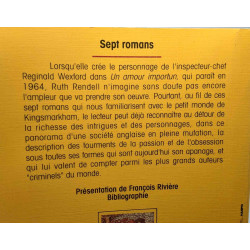 Sept romans
Lorsqu'elle crée le personnage de l'inspecteur-chef
Reginald Wexford dans Un amour importun, qui paraît en
1964, Ruth Rendell n'imagine sans doute pas encore
l'ampleur que va prendre son oeuvre. Pourtant, au fil de ces
sept romans qui nous familiarisent avec le petit monde de
Kingsmarkham, le lecteur peut déjà reconnaître au détour de
la richesse des intrigues et des personnages, dans ce
panorama d'une société anglaise en pleine mutation, la
description des tourments de la passion et de l'obsession
sous toutes ses formes qui sont aujourd'hui son apanage, et
qui lui valent de compter parmi les plus grands auteurs
"criminels" du monde.
Présentation de François Rivière
Bibliographie